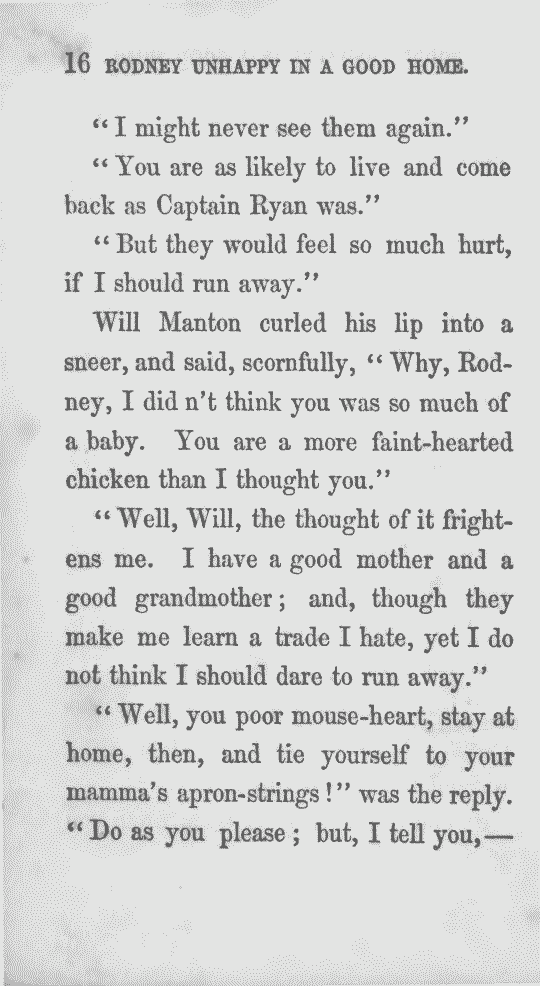 16 RODNEY UNHAPPY IN A GOOD HOME.
“I might never see them again.”
“You are as likely to live and come
back as Captain Ryan was.”
“But they would feel so much hurt,
if I should run away.”
Will Manton curled his lip into a
sneer, and said, scornfully, “Why, Rod-
ney, I did n’t think you was so much of
a baby. You are a more faint-hearted
chicken than I thought you.”
“Well, Will, the thought of it fright-
ens me. I have a good mother and a
good grandmother; and, though they
make me learn a trade I hate, yet I do
not think I should dare to run away.”
“Well, you poor mouse-heart, stay at
home, then, and tie yourself to your
mamma’s apron-strings!” was the reply.
“Do as you please; but, I tell you,—